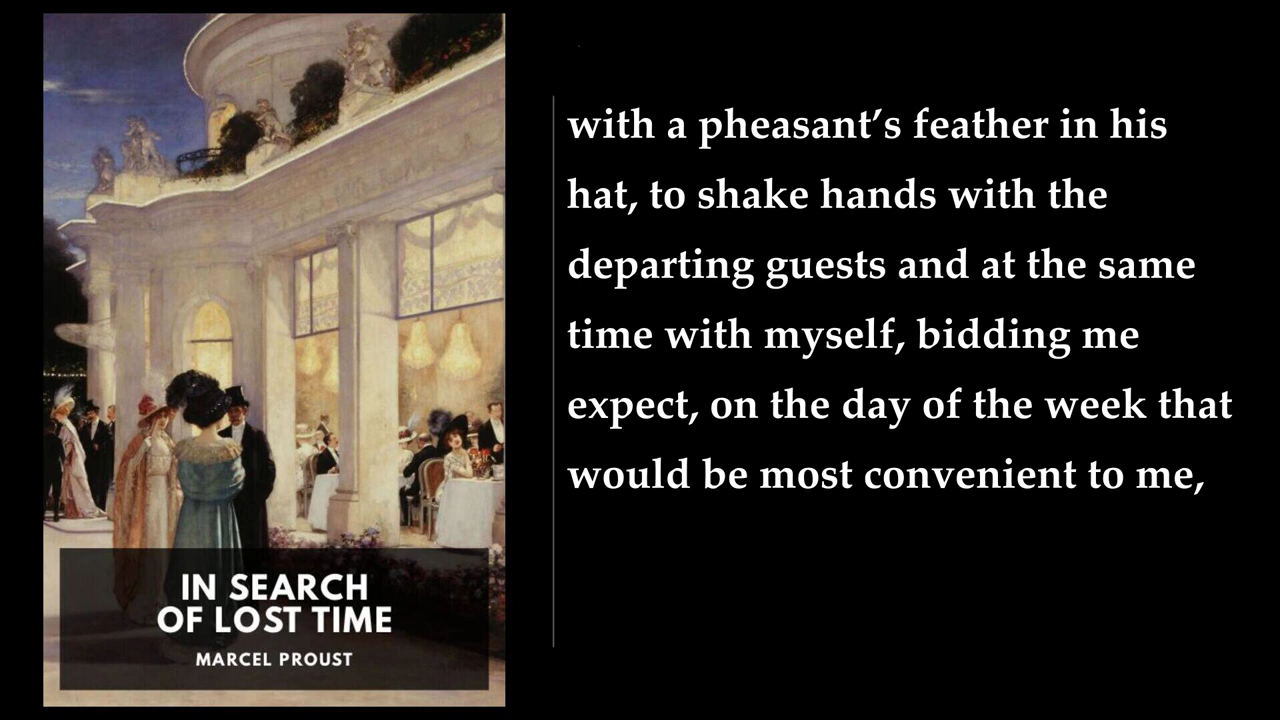 with a pheasant’s feather in his
hat, to shake hands with the
departing guests and at the same
time with myself, bidding me
expect, on the day of the week that
would be most convenient to me,
IN SEARCH
OF LOST TIME
MARCEL PROUST